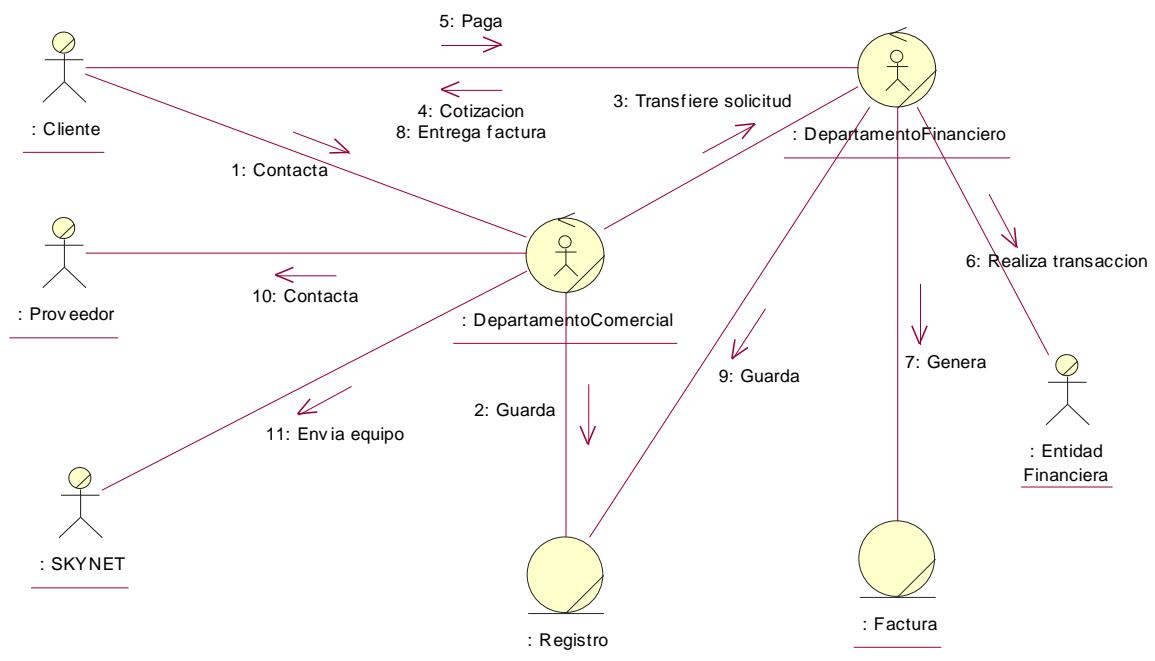 5: Paga
4: Cotizacion
8: Entrega factura
3: Transfiere solicitud
: Cliente
: DepartamentoFinanciero
1: Contacta
6: Realiza transaccion
10: Contacta
: Proveedor
: DepartamentoComercial
7: Genera
9: Guarda
2: Guarda
11: Envia equipo
: Entidad
Financiera
: SKYNET
: Registro
: Factura